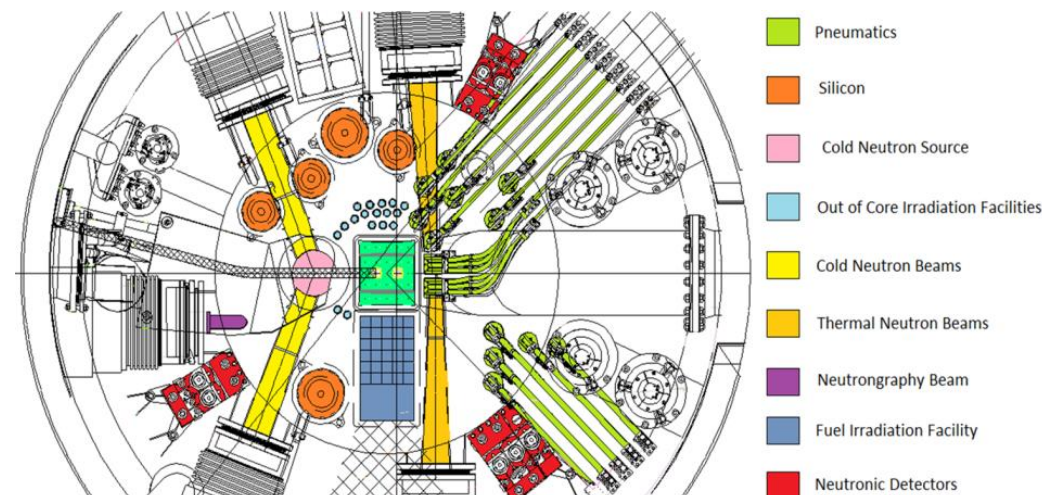 Pneumatics
Silicon
Cold Neutron Source
Out of Core Irradiation Facilities
Cold Neutron Beams
Thermal Neutron Beams
Neutrongraphy Beam
Fuel Irradiation Facility
Neutronic Detectors